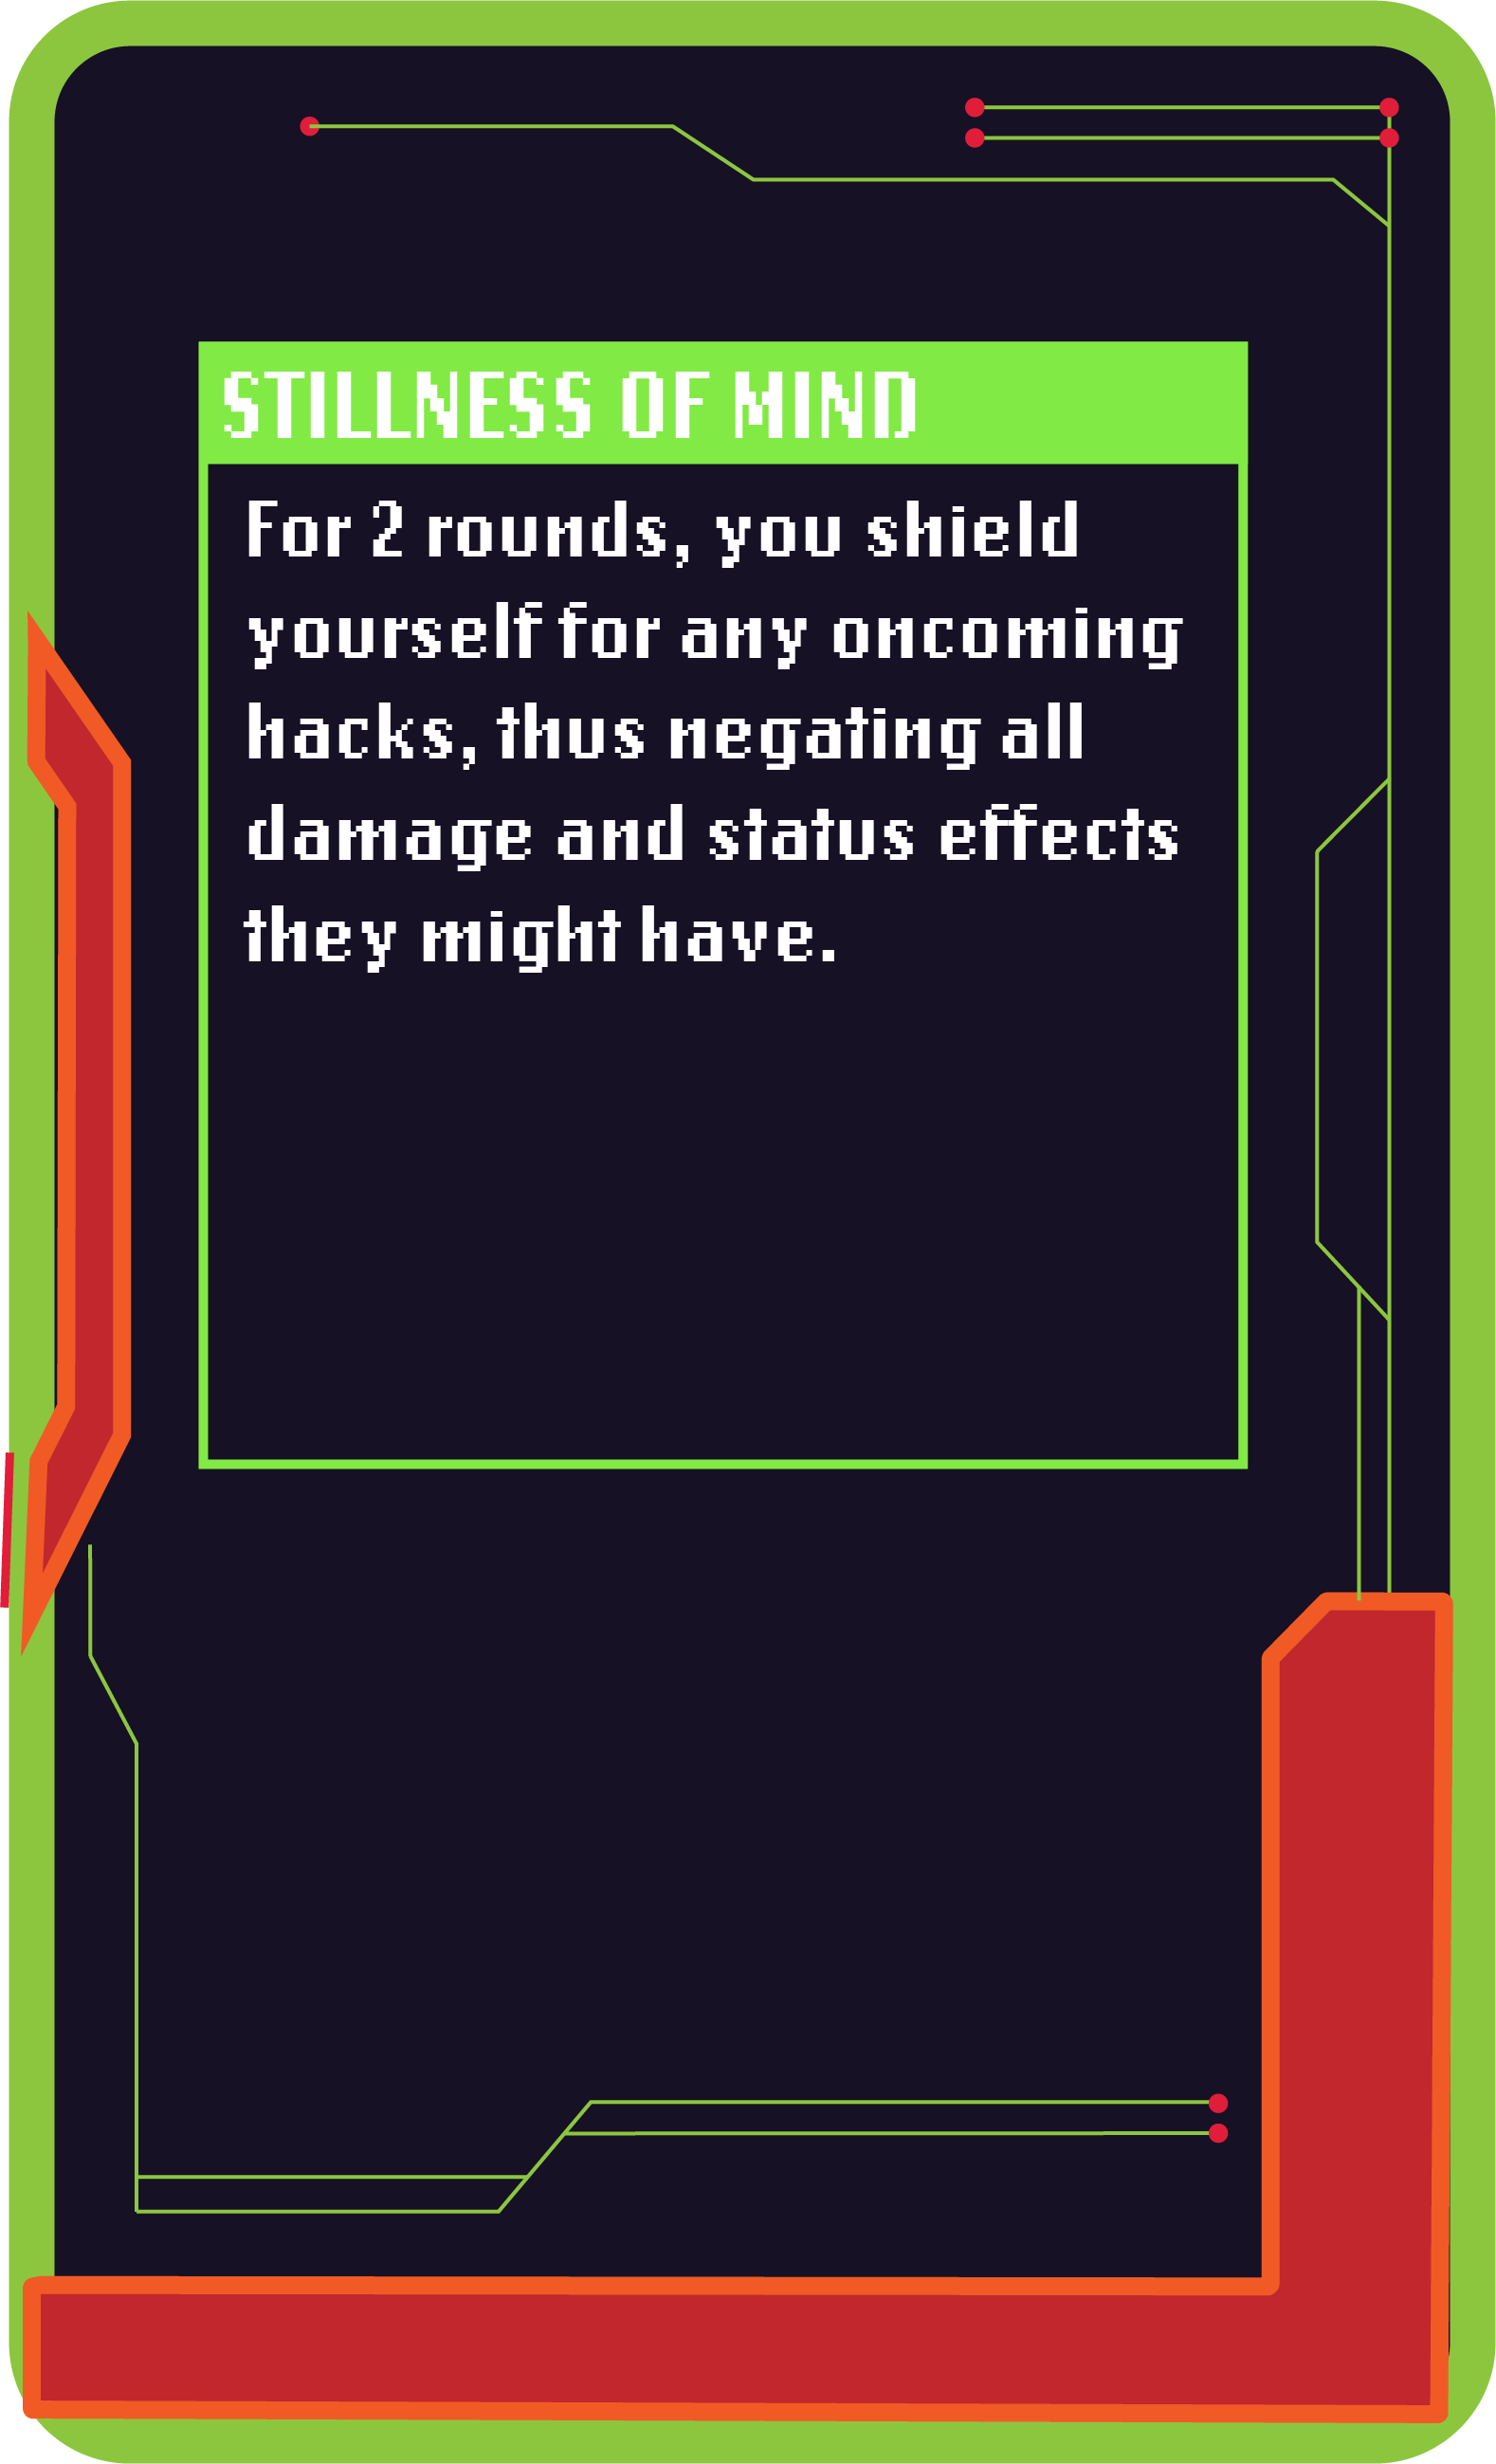 STILLNESS OF MIND
For 2 rounds, you shield
yourself for any oncoming
hacks, thus negating all
damage and status effects
they might have.